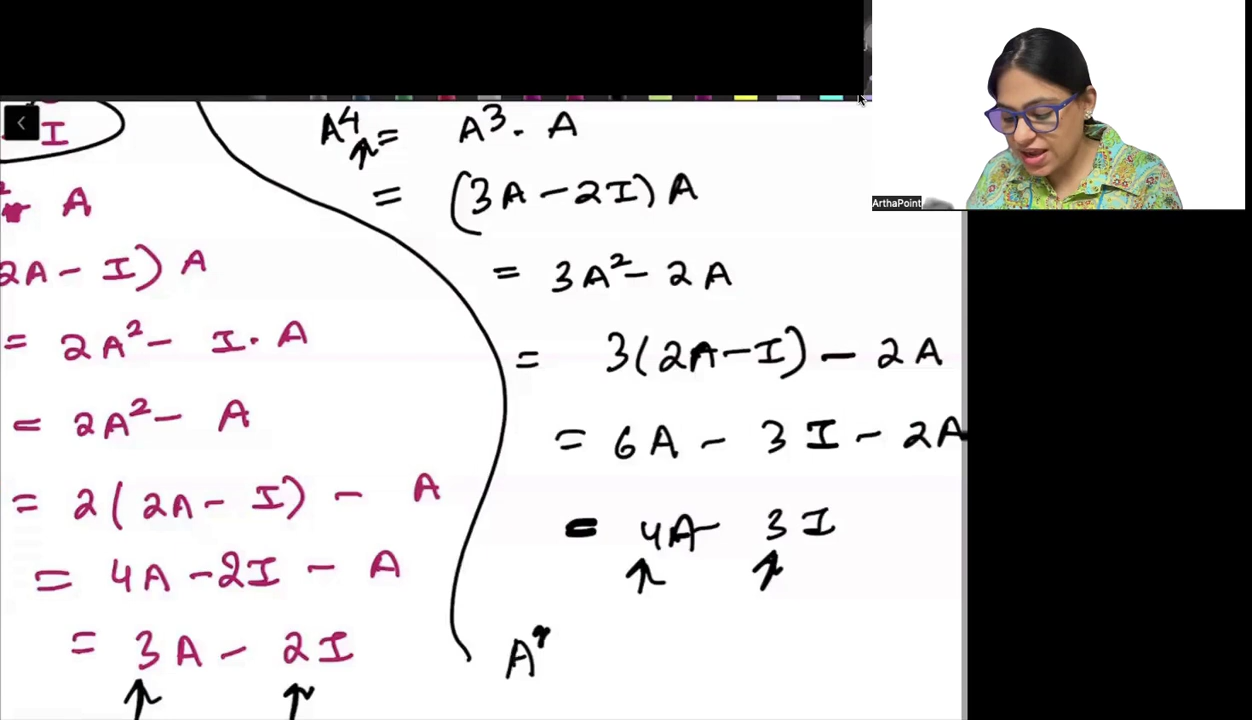 I
A
2A - I) A
= 2A² - I · A
= 2A² - A
= 2(2A - I) - A
= 4A - 2I - A
= 3A - 2I
A⁴ = A³ · A
= (3A - 2I) A
= 3A² - 2A
= 3(2A - I) - 2A
= 6A - 3I - 2A
= 4A - 3I
A
ArthaPoint